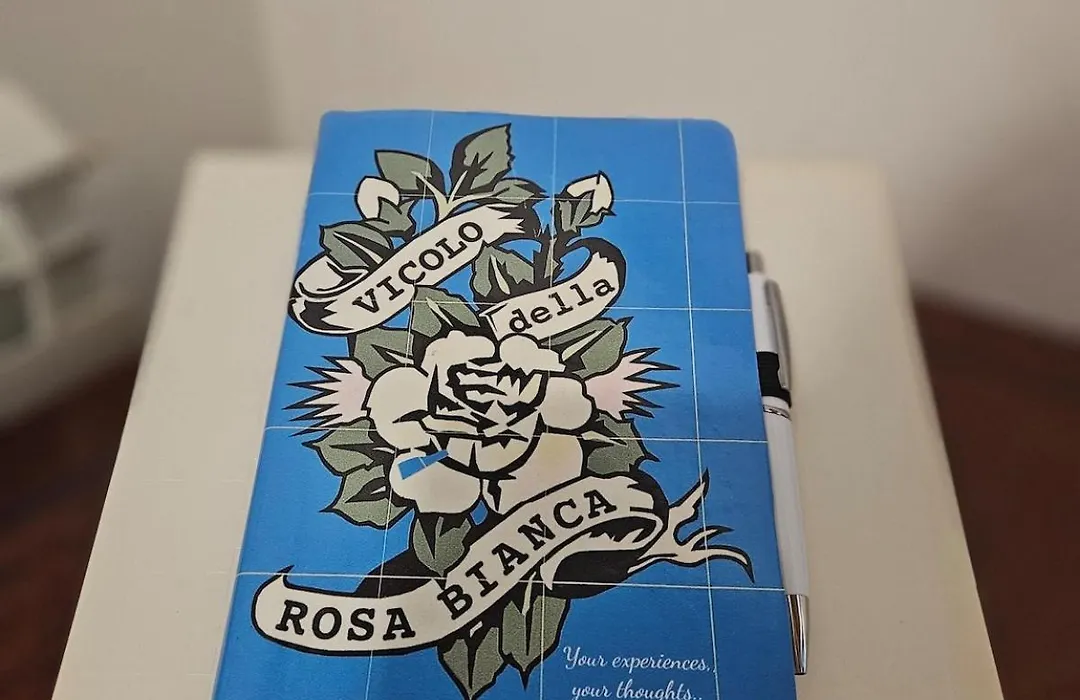 VICOLO
della
ROSA BIANCA
Your experiences,
your thoughts..